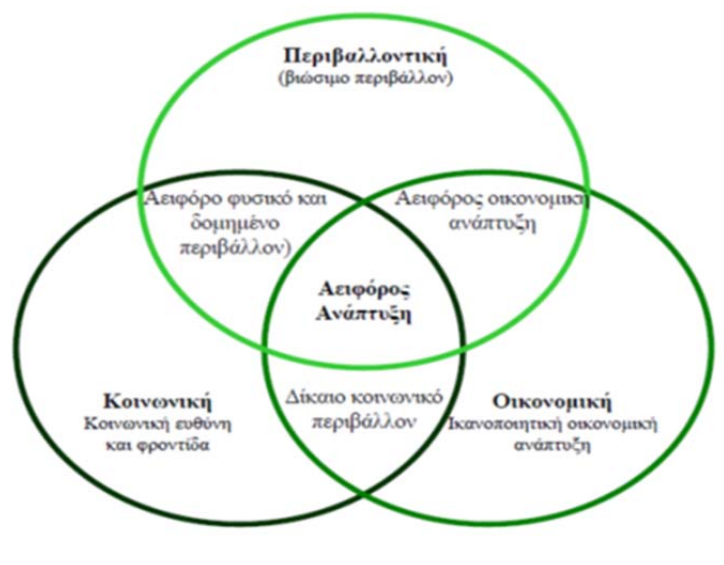 Περιβαλλοντική
(βιώσιμο περιβάλλον)
Αειφόρο φυσικό και
δομημένο
περιβάλλον)
Αειφόρος οικονομική
ανάπτυξη
Αειφόρος
Ανάπτυξη
Κοινωνική
Κοινωνική ευθύνη
και φροντίδα
Δίκαιο κοινωνικό
περιβάλλον
Οικονομική
Ικανοποιητική οικονομική
ανάπτυξη